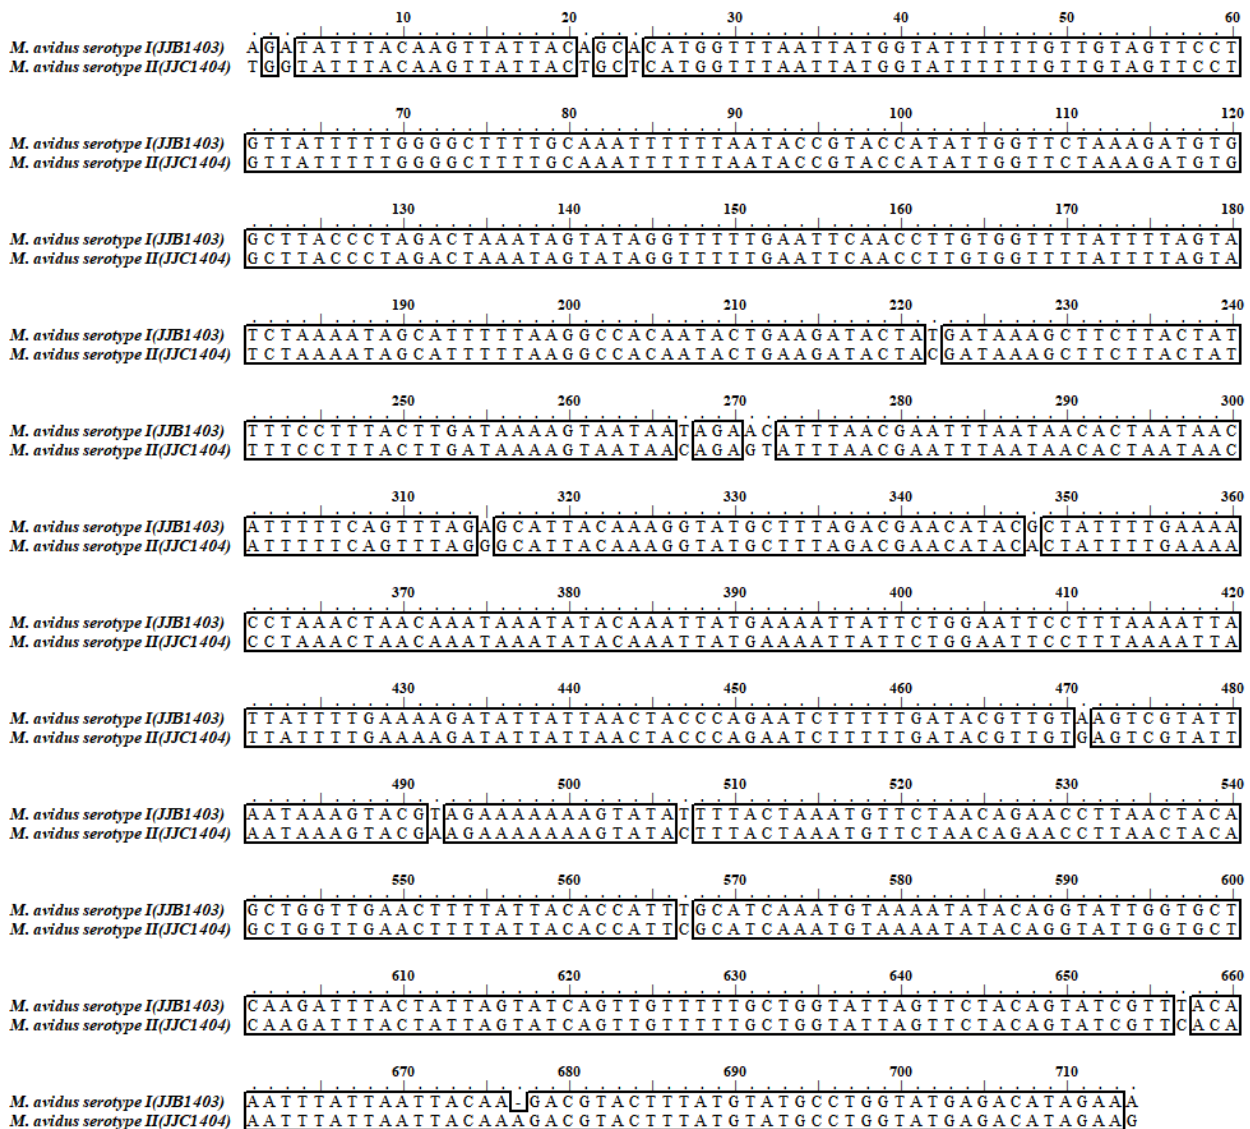 10 20 30 40 50 60
M. avidus serotype I(JJB1403) AGATATTTACAAGTTATTACAGCACATGGTTTAATTATGGTATTTTTTGTTGTAGTTCCT
M. avidus serotype II(JJC1404) TGGTATTTACAAGTTATTACTGCTCATGGTTTAATTATGGTATTTTTTGTTGTAGTTCCT
70 80 90 100 110 120
M. avidus serotype I(JJB1403) GTTATTTTTGGGGCTTTTGCAAATTTTTTAATACCGTACCATATTGGTTCTAAAGATGTG
M. avidus serotype II(JJC1404) GTTATTTTTGGGGCTTTTGCAAATTTTTTAATACCGTACCATATTGGTTCTAAAGATGTG
130 140 150 160 170 180
M. avidus serotype I(JJB1403) GCTTACCCTAGACTAAATAGTATAGGTTTTTGAATTCAACCTTGTGGTTTTATTTTAGTA
M. avidus serotype II(JJC1404) GCTTACCCTAGACTAAATAGTATAGGTTTTTGAATTCAACCTTGTGGTTTTATTTTAGTA
190 200 210 220 230 240
M. avidus serotype I(JJB1403) TCTAAAATAGCATTTTTAAGGCCACAATACTGAAGATACTATGATAAAGCTTCTTACTAT
M. avidus serotype II(JJC1404) TCTAAAATAGCATTTTTAAGGCCACAATACTGAAGATACTACGATAAAGCTTCTTACTAT
250 260 270 280 290 300
M. avidus serotype I(JJB1403) TTTCCTTTACTTGATAAAAGTAATAATAGAACATTTAACGAATTTAATAACACTAATAAC
M. avidus serotype II(JJC1404) TTTCCTTTACTTGATAAAAGTAATAACAGAGTATTTAACGAATTTAATAACACTAATAAC
310 320 330 340 350 360
M. avidus serotype I(JJB1403) ATTTTTCAGTTTAGAGCATTACAAAGGTATGCTTTAGACGAACATACGCTATTTTGAAAA
M. avidus serotype II(JJC1404) ATTTTTCAGTTTAGGGCATTACAAAGGTATGCTTTAGACGAACATACACTATTTTGAAAA
370 380 390 400 410 420
M. avidus serotype I(JJB1403) CCTAAACTAACAAATAAATATACAAATTATGAAAATTATTCTGGAATTCCTTTAAAATTA
M. avidus serotype II(JJC1404) CCTAAACTAACAAATAAATATACAAATTATGAAAATTATTCTGGAATTCCTTTAAAATTA
430 440 450 460 470 480
M. avidus serotype I(JJB1403) TTATTTTGAAAAGATATTATTAACTACCCAGAATCTTTTTGATACGTTGTAAGTCGTATT
M. avidus serotype II(JJC1404) TTATTTTGAAAAGATATTATTAACTACCCAGAATCTTTTTGATACGTTGTGAGTCGTATT
490 500 510 520 530 540
M. avidus serotype I(JJB1403) AATAAAGTACGTAGAAAAAAAGTATATTTTACTAAATGTTCTAACAGAACCTTAACTACA
M. avidus serotype II(JJC1404) AATAAAGTACGAAGAAAAAAAGTATACTTTACTAAATGTTCTAACAGAACCTTAACTACA
550 560 570 580 590 600
M. avidus serotype I(JJB1403) GCTGGTTGAACTTTTATTACACCATTTGCATCAAATGTAAAATATACAGGTATTGGTGCT
M. avidus serotype II(JJC1404) GCTGGTTGAACTTTTATTACACCATTCGCATCAAATGTAAAATATACAGGTATTGGTGCT
610 620 630 640 650 660
M. avidus serotype I(JJB1403) CAAGATTTACTATTAGTATCAGTTGTTTTTGCTGGTATTAGTTCTACAGTATCGTTTACA
M. avidus serotype II(JJC1404) CAAGATTTACTATTAGTATCAGTTGTTTTTGCTGGTATTAGTTCTACAGTATCGTTCACA
670 680 690 700 710
M. avidus serotype I(JJB1403) AATTTATTAATTACAA-GACGTACTTTATGTATGCCTGGTATGAGACATAGAAA
M. avidus serotype II(JJC1404) AATTTATTAATTACAAAGACGTACTTTATGTATGCCTGGTATGAGACATAGAAG